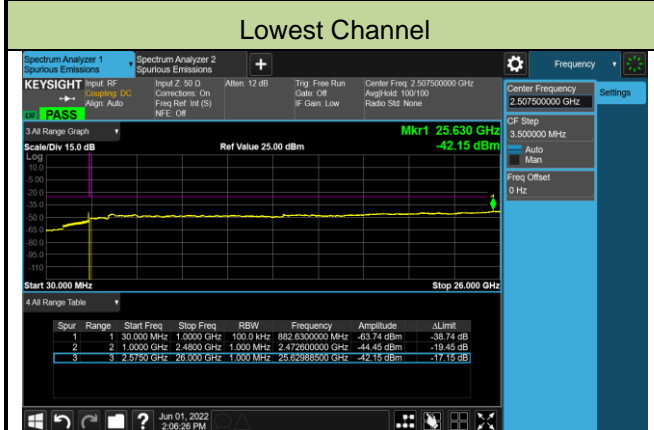 Lowest Channel
Spectrum Analyzer 1
Spurious Emissions
Spectrum Analyzer 2
Spurious Emissions
+
Frequency
KEYSIGHT
Input: RF
Coupling: DC
Align: Auto
Input Z: 50 Ω
Corrections: On
Freq Ref: Int (S)
NFE: Off
Atten: 12 dB
Trig: Free Run
Gate: Off
IF Gain: Low
Center Freq: 2.507500000 GHz
Avg|Hold: 100/100
Radio Std: None
PASS
Center Frequency
2.507500000 GHz
Settings
CF Step
3.500000 MHz
Auto
Man
Freq Offset
0 Hz
3 All Range Graph
Mkr1 25.630 GHz
Scale/Div 15.0 dB
Ref Value 25.00 dBm
-42.15 dBm
Log
10.0
-5.00
-20.0
-35.0
-50.0
-65.0
-80.0
-95.0
-110
Start 30.000 MHz
Stop 26.000 GHz
4 All Range Table
Spur Range Start Freq Stop Freq RBW Frequency Amplitude ΔLimit
1 1 30.000 MHz 1.0000 GHz 100.0 kHz 882.6300000 MHz -63.74 dBm -38.74 dB
2 2 1.0000 GHz 2.4800 GHz 1.000 MHz 2.472600000 GHz -44.45 dBm -19.45 dB
3 3 2.5750 GHz 26.000 GHz 1.000 MHz 25.62988500 GHz -42.15 dBm -17.15 dB
?
Jun 01, 2022
2:06:26 PM